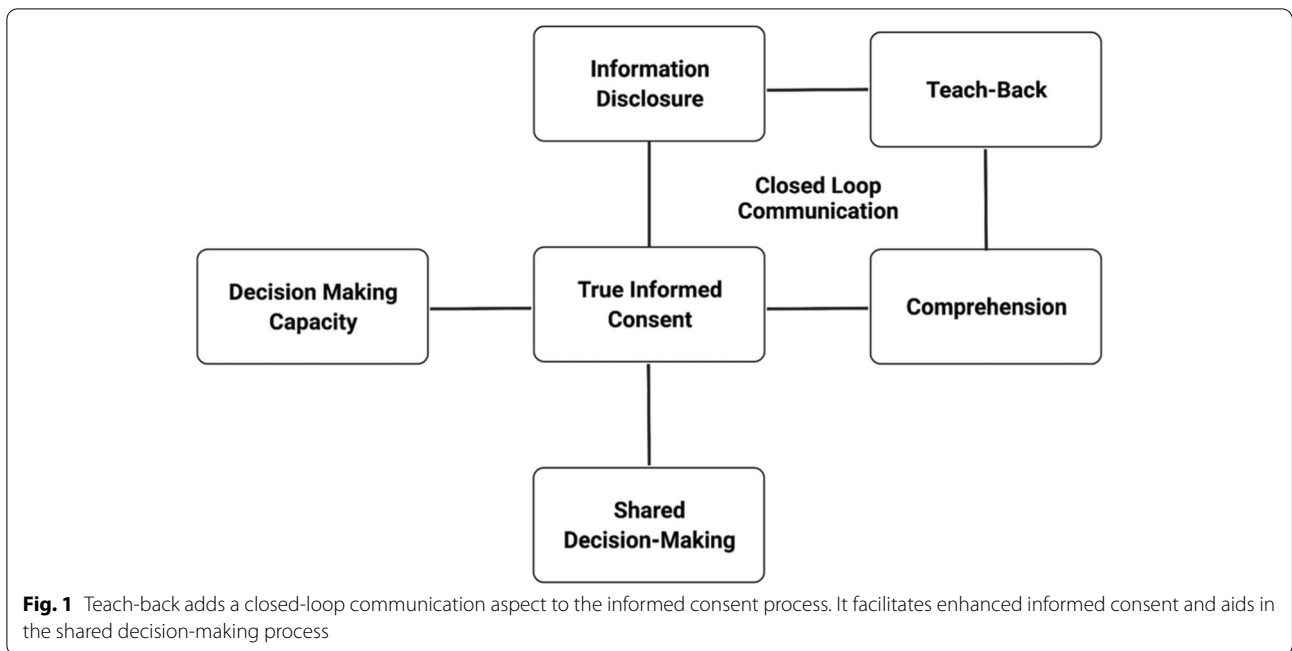 Information
Disclosure
Teach-Back
Closed Loop
Communication
Decision Making
Capacity
True Informed
Consent
Comprehension
Shared
Decision-Making
Fig. 1 Teach-back adds a closed-loop communication aspect to the informed consent process. It facilitates enhanced informed consent and aids in
the shared decision-making process